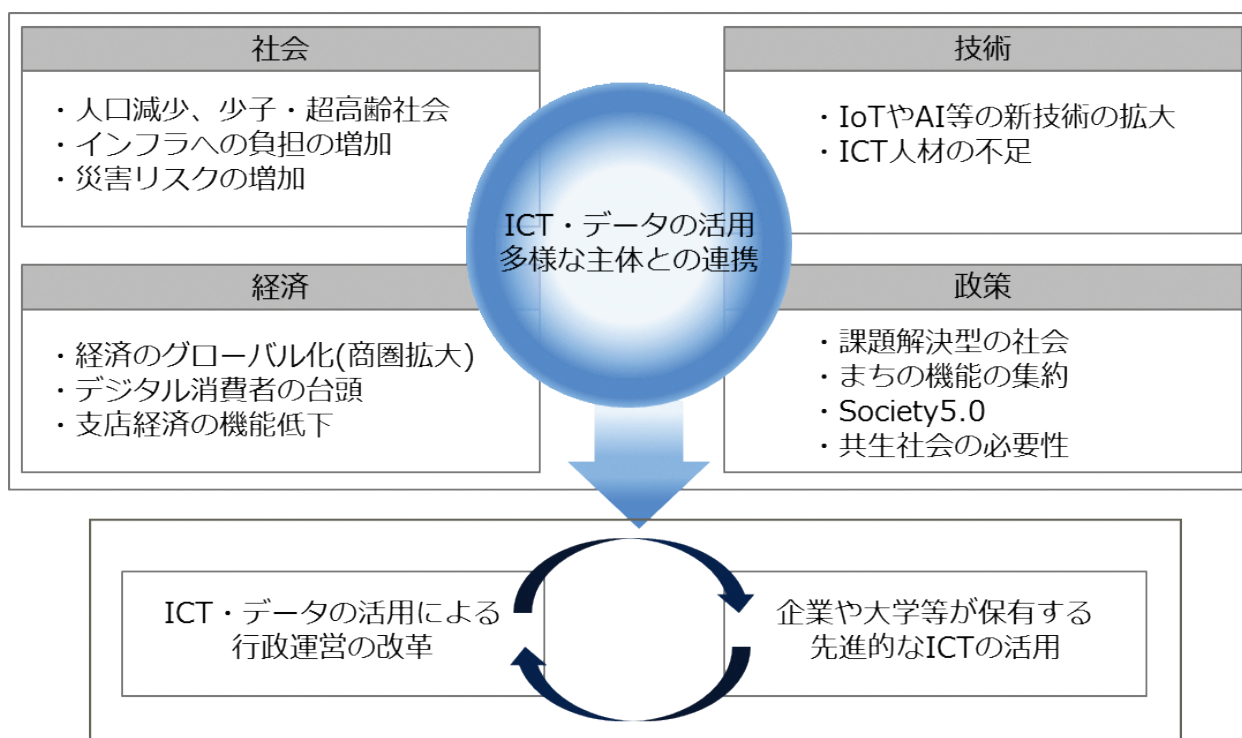 社会
・人口減少、少子・超高齢社会
・インフラへの負担の増加
・災害リスクの増加
技術
・IoTやAI等の新技術の拡大
・ICT人材の不足
ICT・データの活用
多様な主体との連携
経済
・経済のグローバル化(商圏拡大)
・デジタル消費者の台頭
・支店経済の機能低下
政策
・課題解決型の社会
・まちの機能の集約
・Society5.0
・共生社会の必要性
ICT・データの活用による
行政運営の改革
企業や大学等が保有する
先進的なICTの活用